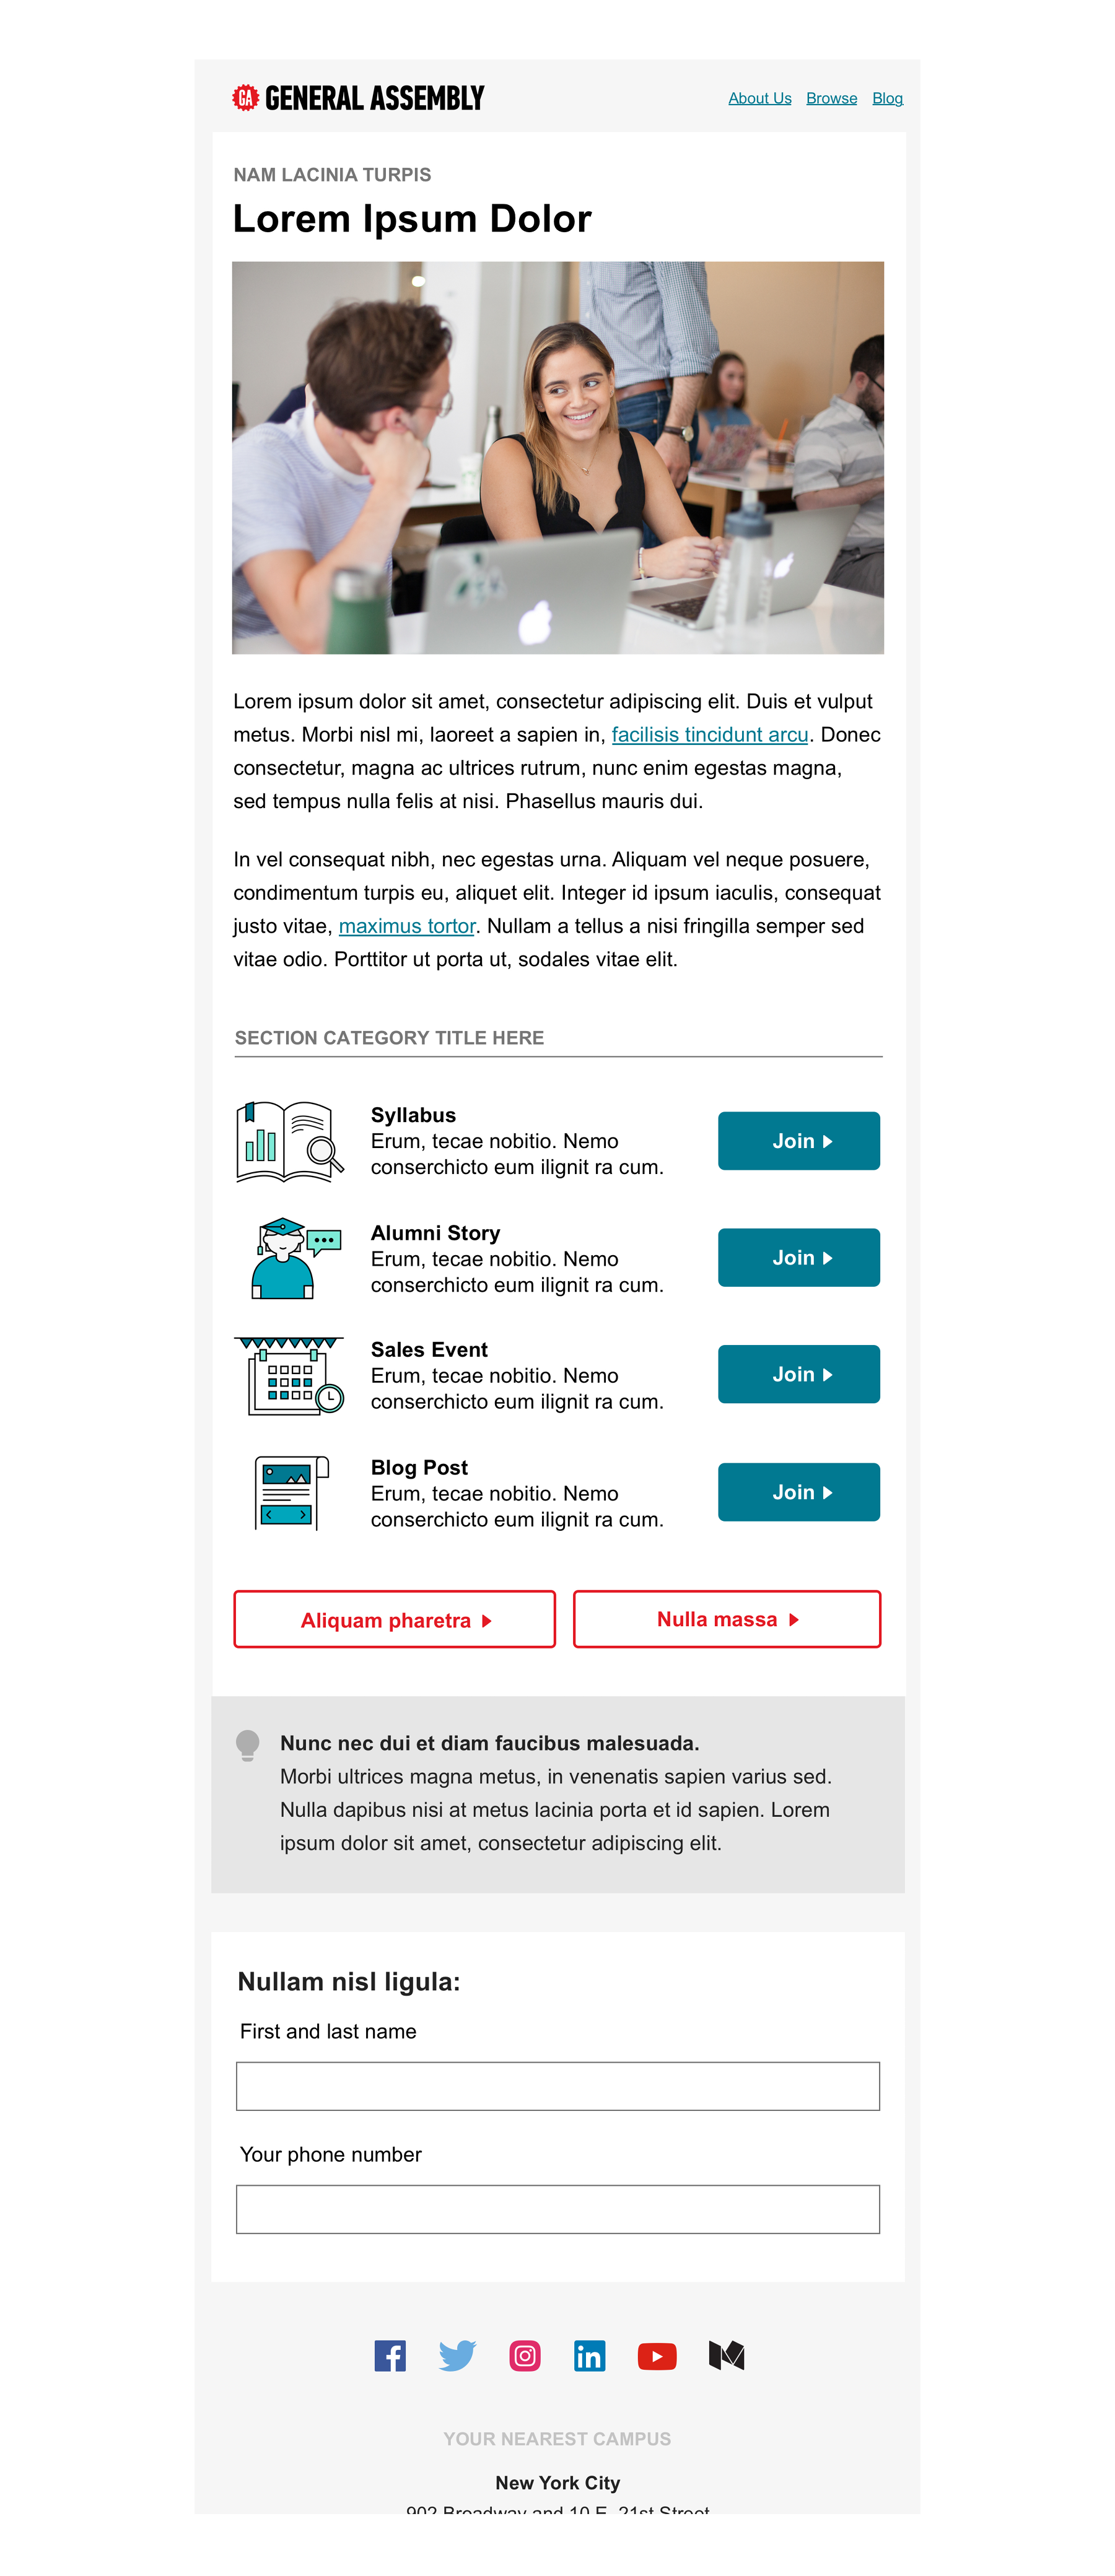 GA GENERAL ASSEMBLY
About Us Browse Blog
NAM LACINIA TURPIS
Lorem Ipsum Dolor
Lorem ipsum dolor sit amet, consectetur adipiscing elit. Duis et vulput
metus. Morbi nisl mi, laoreet a sapien in, facilisis tincidunt arcu. Donec
consectetur, magna ac ultrices rutrum, nunc enim egestas magna,
sed tempus nulla felis at nisi. Phasellus mauris dui.
In vel consequat nibh, nec egestas urna. Aliquam vel neque posuere,
condimentum turpis eu, aliquet elit. Integer id ipsum iaculis, consequat
justo vitae, maximus tortor. Nullam a tellus a nisi fringilla semper sed
vitae odio. Porttitor ut porta ut, sodales vitae elit.
SECTION CATEGORY TITLE HERE
Syllabus
Erum, tecae nobitio. Nemo
conserchicto eum ilignit ra cum.
Join
Alumni Story
Erum, tecae nobitio. Nemo
conserchicto eum ilignit ra cum.
Join
Sales Event
Erum, tecae nobitio. Nemo
conserchicto eum ilignit ra cum.
Join
Blog Post
Erum, tecae nobitio. Nemo
conserchicto eum ilignit ra cum.
Join
Aliquam pharetra
Nulla massa
Nunc nec dui et diam faucibus malesuada.
Morbi ultrices magna metus, in venenatis sapien varius sed.
Nulla dapibus nisi at metus lacinia porta et id sapien. Lorem
ipsum dolor sit amet, consectetur adipiscing elit.
Nullam nisl ligula:
First and last name
Your phone number
YOUR NEAREST CAMPUS
New York City
902 Broadway and 10 E. 21st Street